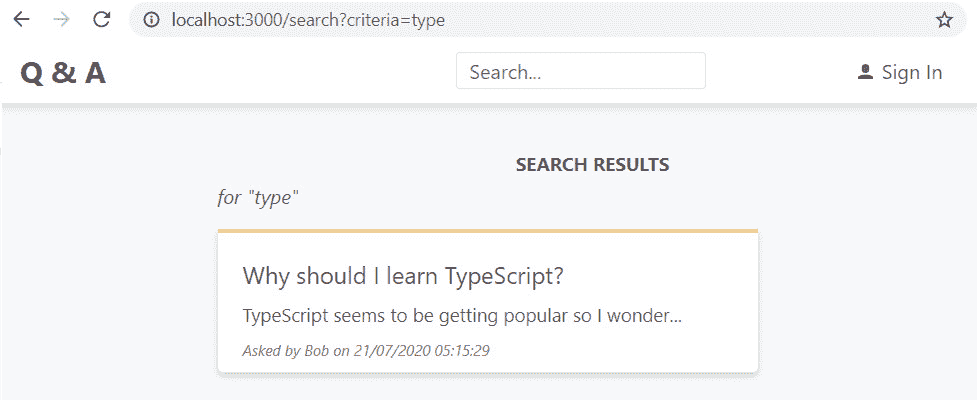 localhost:3000/search?criteria=type
Q & A Search... Sign In
SEARCH RESULTS
for "type"
Why should I learn TypeScript?
TypeScript seems to be getting popular so I wonder...
Asked by Bob on 21/07/2020 05:15:29